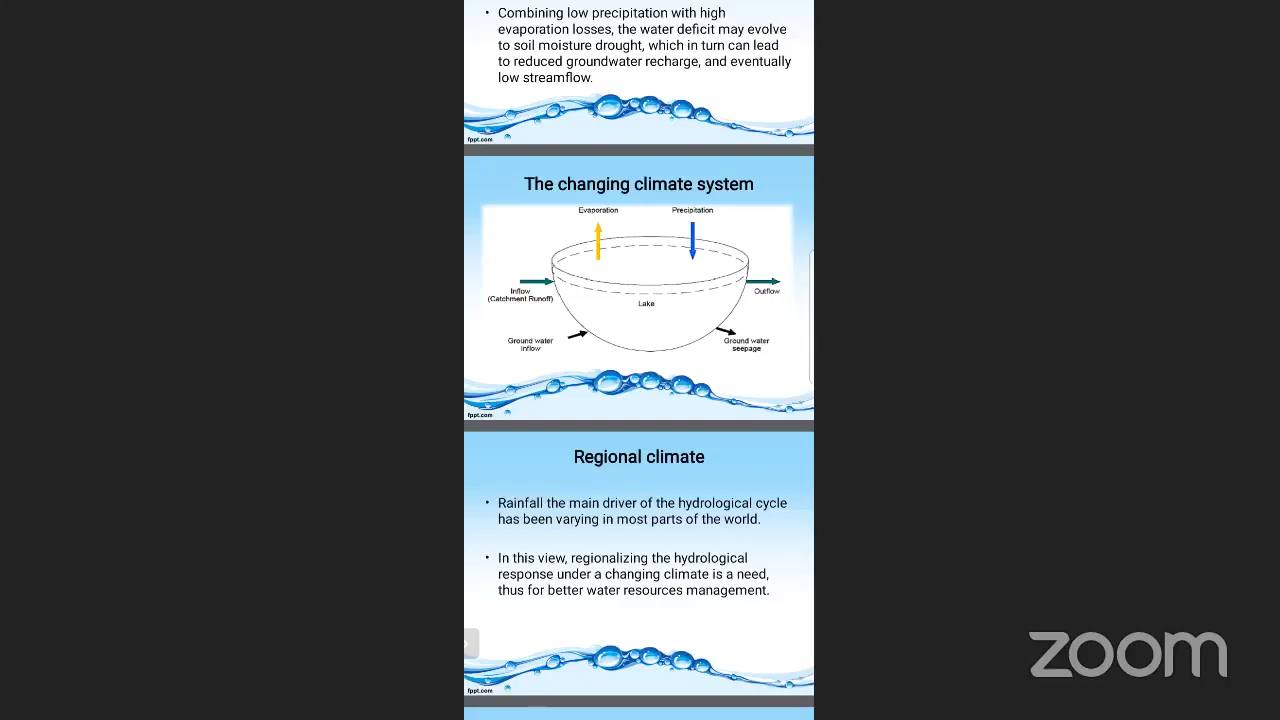 • Combining low precipitation with high
evaporation losses, the water deficit may evolve
to soil moisture drought, which in turn can lead
to reduced groundwater recharge, and eventually
low streamflow.
fppt.com
The changing climate system
Evaporation
Precipitation
Inflow
(Catchment Runoff)
Outflow
Lake
Ground water
inflow
Ground water
seepage
fppt.com
Regional climate
• Rainfall the main driver of the hydrological cycle
has been varying in most parts of the world.
• In this view, regionalizing the hydrological
response under a changing climate is a need,
thus for better water resources management.
fppt.com
zoom